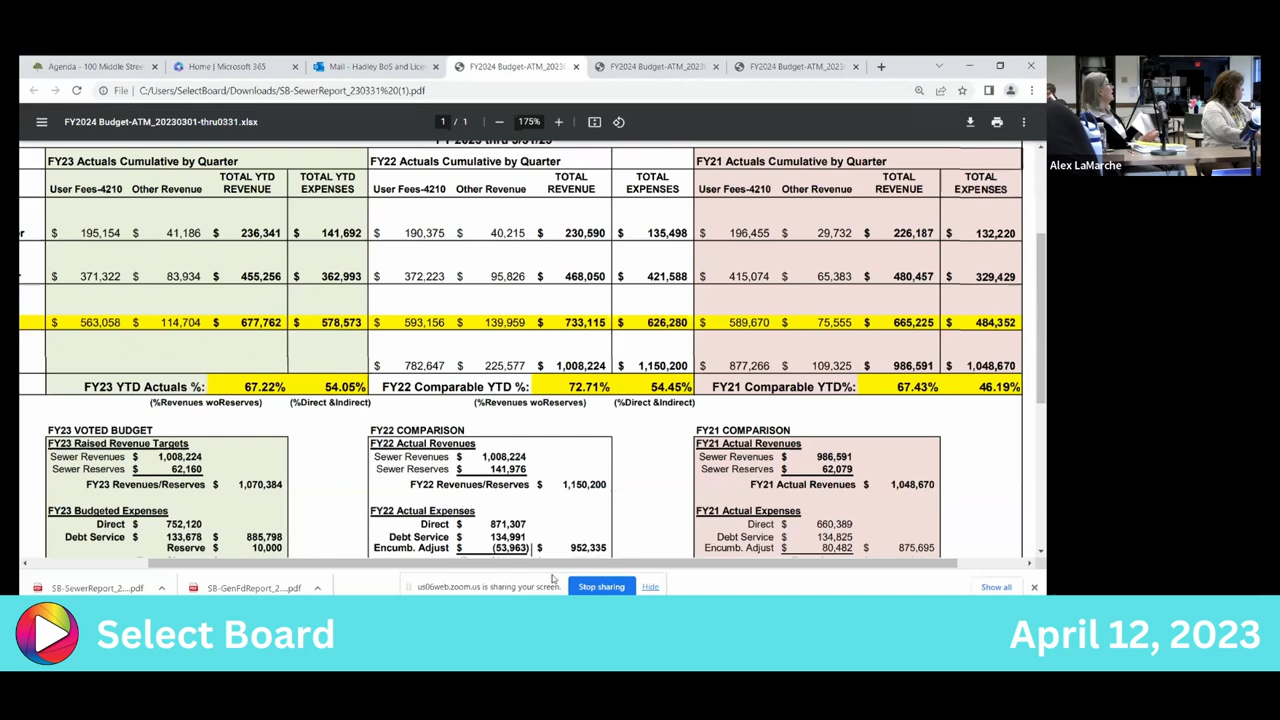 Agenda - 100 Middle Stree
Home | Microsoft 365
Mail - Hadley BoS and Lice
FY2024 Budget-ATM_20230
FY2024 Budget-ATM_20230
FY2024 Budget-ATM_20230
File | C:/Users/SelectBoard/Downloads/SB-SewerReport_230331%20(1).pdf
FY2024 Budget-ATM_20230301-thru0331.xlsx
1 / 1
175%
FY23 Actuals Cumulative by Quarter
FY22 Actuals Cumulative by Quarter
FY21 Actuals Cumulative by Quarter
User Fees-4210 Other Revenue TOTAL YTD REVENUE TOTAL YTD EXPENSES User Fees-4210 Other Revenue TOTAL REVENUE TOTAL EXPENSES User Fees-4210 Other Revenue TOTAL REVENUE TOTAL EXPENSES
r $ 195,154 $ 41,186 $ 236,341 $ 141,692 $ 190,375 $ 40,215 $ 230,590 $ 135,498 $ 196,455 $ 29,732 $ 226,187 $ 132,220
$ 371,322 $ 83,934 $ 455,256 $ 362,993 $ 372,223 $ 95,826 $ 468,050 $ 421,588 $ 415,074 $ 65,383 $ 480,457 $ 329,429
$ 563,058 $ 114,704 $ 677,762 $ 578,573 $ 593,156 $ 139,959 $ 733,115 $ 626,280 $ 589,670 $ 75,555 $ 665,225 $ 484,352
$ 782,647 $ 225,577 $ 1,008,224 $ 1,150,200 $ 877,266 $ 109,325 $ 986,591 $ 1,048,670
FY23 YTD Actuals %: 67.22% 54.05% FY22 Comparable YTD %: 72.71% 54.45% FY21 Comparable YTD%: 67.43% 46.19%
(%Revenues woReserves) (%Direct &Indirect) (%Revenues woReserves) (%Direct &Indirect)
FY23 VOTED BUDGET
FY23 Raised Revenue Targets
Sewer Revenues $ 1,008,224
Sewer Reserves $ 62,160
FY23 Revenues/Reserves $ 1,070,384
FY23 Budgeted Expenses
Direct $ 752,120
Debt Service $ 133,678 $ 885,798
Reserve $ 10,000
FY22 COMPARISON
FY22 Actual Revenues
Sewer Revenues $ 1,008,224
Sewer Reserves $ 141,976
FY22 Revenues/Reserves $ 1,150,200
FY22 Actual Expenses
Direct $ 871,307
Debt Service $ 134,991
Encumb. Adjust $ (53,963) $ 952,335
FY21 COMPARISON
FY21 Actual Revenues
Sewer Revenues $ 986,591
Sewer Reserves $ 62,079
FY21 Actual Revenues $ 1,048,670
FY21 Actual Expenses
Direct $ 660,389
Debt Service $ 134,825
Encumb. Adjust $ 80,482 $ 875,695
SB-SewerReport_2....pdf
SB-GenFdReport_2....pdf
us06web.zoom.us is sharing your screen.
Stop sharing
Hide
Show all
Alex LaMarche
Select Board
April 12, 2023